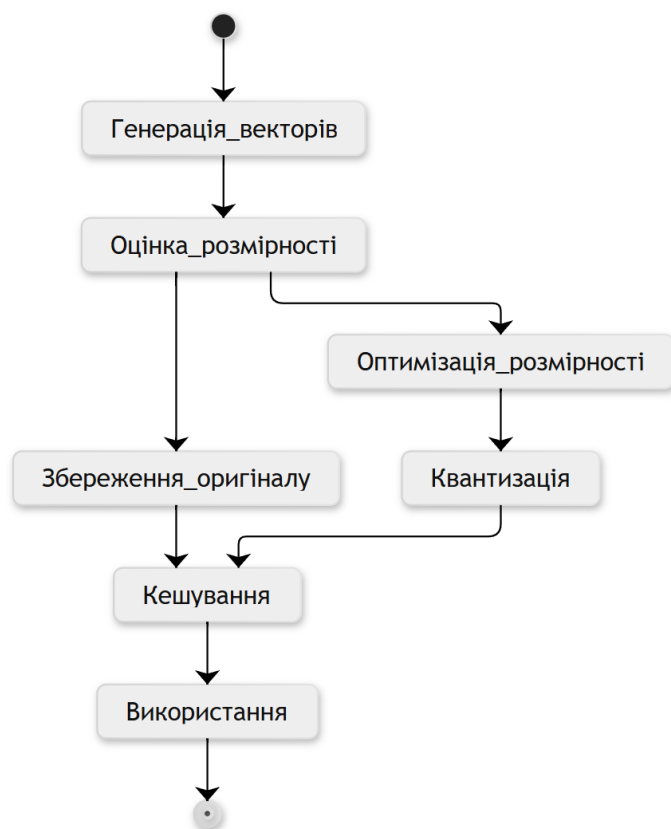 Генерація_векторів
Оцінка_розмірності
Оптимізація_розмірності
Збереження_оригіналу
Квантизація
Кешування
Використання